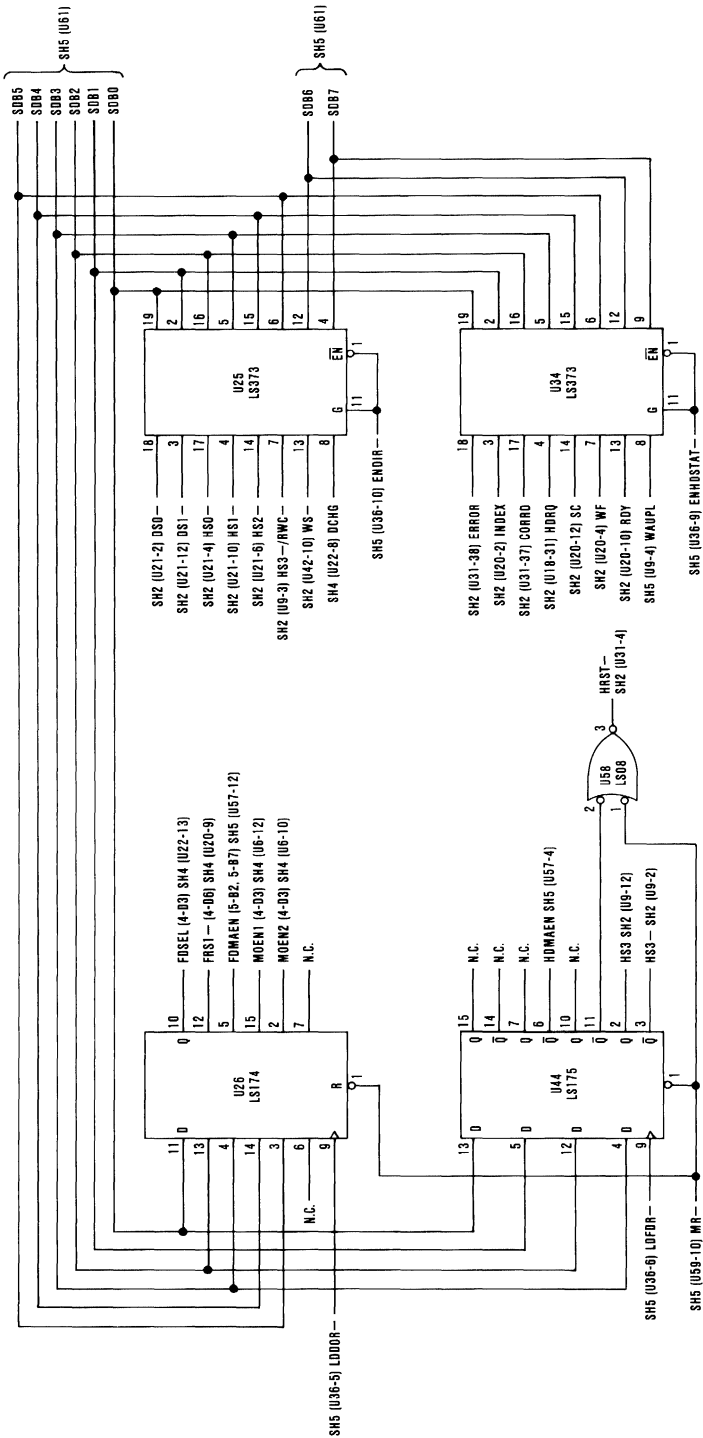 SH5 (U61)
SDB5
SDB4
SDB3
SDB2
SDB1
SDB0
SH5 (U61)
SDB6
SDB7
FDSEL (4-D3) SH4 (U22-13)
FRS1− (4-D6) SH4 (U20-9)
FDMAEN (5-B2, 5-B7) SH5 (U57-12)
MOEN1 (4-D3) SH4 (U6-12)
MOEN2 (4-D3) SH4 (U6-10)
N.C.
10
12
5
15
2
7
Q
U26
LS174
R
1
D
11
13
4
14
3
6
9
N.C.
SH5 (U36-5) LDDOR−
SH2 (U21-2) DS0
SH2 (U21-12) DS1
SH2 (U21-4) HS0
SH2 (U21-10) HS1
SH2 (U21-6) HS2
SH2 (U9-3) HS3−/RWC
SH2 (U42-10) WS
SH4 (U22-8) DCHG
18
3
17
4
14
7
13
8
U25
LS373
G
EN
11
1
19
2
16
5
15
6
12
4
SH5 (U36-10) ENDIR−
N.C.
N.C.
N.C.
HDMAEN SH5 (U57-4)
N.C.
HS3 SH2 (U9-12)
HS3− SH2 (U9-2)
15
14
7
6
10
11
2
3
Q
Q
Q
Q
Q
Q
Q
Q
U44
LS175
1
13
5
12
4
9
D
D
D
D
SH5 (U36-6) LDFDR−
SH5 (U59-10) MR−
2
1
U58
LS08
3
HRST−
SH2 (U31-4)
SH2 (U31-38) ERROR
SH2 (U20-2) INDEX
SH2 (U31-37) CORRD
SH2 (U18-31) HDRQ
SH2 (U20-12) SC
SH2 (U20-4) WF
SH2 (U20-10) RDY
SH5 (U9-4) WAUPL
18
3
17
4
14
7
13
8
U34
LS373
G
EN
11
1
19
2
16
5
15
6
12
9
SH5 (U36-9) ENHDSTAT−